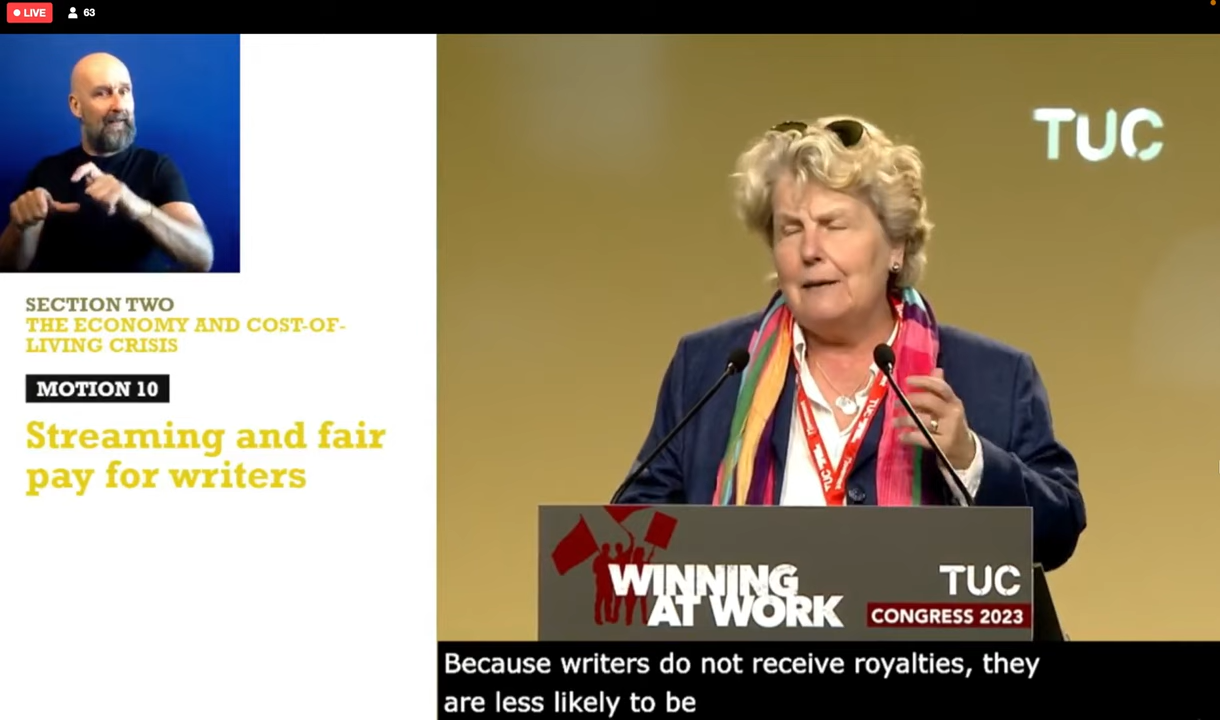 LIVE 63
SECTION TWO
THE ECONOMY AND COST-OF-
LIVING CRISIS
MOTION 10
Streaming and fair
pay for writers
TUC
WINNING
AT WORK
TUC
CONGRESS 2023
Because writers do not receive royalties, they
are less likely to be